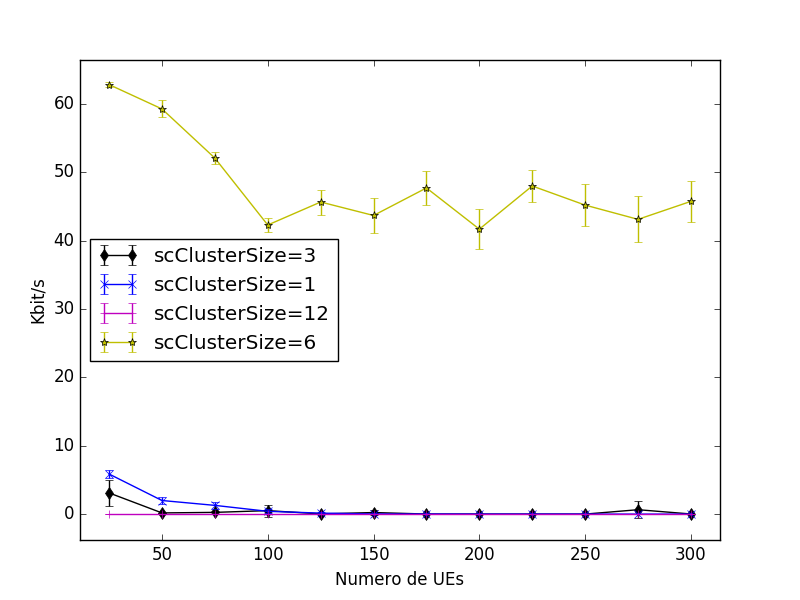 60
50
40
30
20
10
0
Kbit/s
scClusterSize=3
scClusterSize=1
scClusterSize=12
scClusterSize=6
50 100 150 200 250 300
Numero de UEs